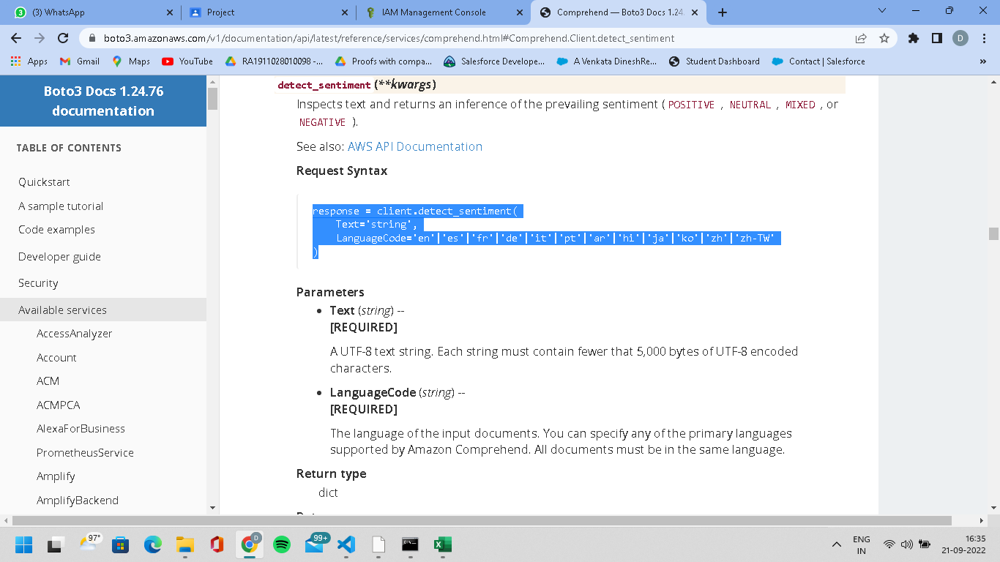 (3) WhatsApp
Project
IAM Management Console
Comprehend — Boto3 Docs 1.24.
boto3.amazonaws.com/v1/documentation/api/latest/reference/services/comprehend.html#Comprehend.Client.detect_sentiment
D
Apps
Gmail
Maps
YouTube
RA1911028010098 -...
Proofs with compa...
Salesforce Develope...
A Venkata DineshRe...
Student Dashboard
Contact | Salesforce
»
Boto3 Docs 1.24.76
documentation
TABLE OF CONTENTS
Quickstart
A sample tutorial
Code examples
Developer guide
Security
Available services
AccessAnalyzer
Account
ACM
ACMPCA
AlexaForBusiness
PrometheusService
Amplify
AmplifyBackend
detect_sentiment(**kwargs)
Inspects text and returns an inference of the prevailing sentiment ( POSITIVE , NEUTRAL , MIXED , or
NEGATIVE ).
See also: AWS API Documentation
Request Syntax
response = client.detect_sentiment(
    Text='string',
    LanguageCode='en'|'es'|'fr'|'de'|'it'|'pt'|'ar'|'hi'|'ja'|'ko'|'zh'|'zh-TW'
)
Parameters
• Text (string) --
[REQUIRED]
A UTF-8 text string. Each string must contain fewer that 5,000 bytes of UTF-8 encoded
characters.
• LanguageCode (string) --
[REQUIRED]
The language of the input documents. You can specify any of the primary languages
supported by Amazon Comprehend. All documents must be in the same language.
Return type
dict
97°
D
99+
ENG
IN
16:35
21-09-2022